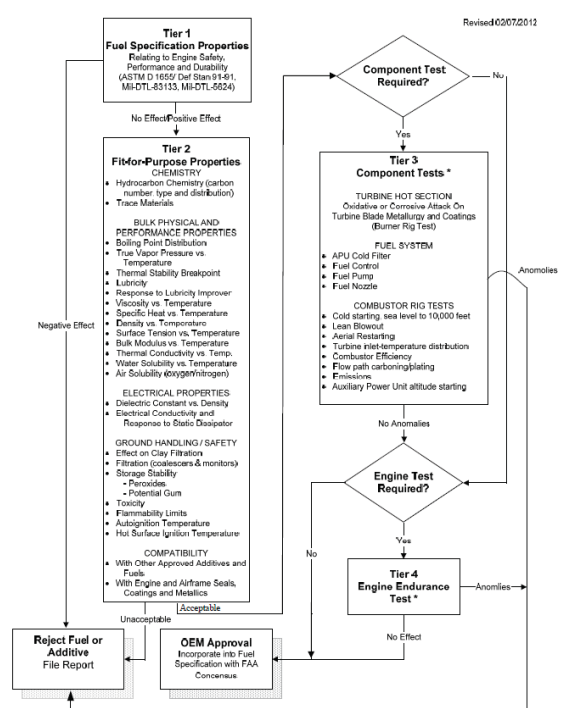 Revised 02/07/2012
Tier 1
Fuel Specification Properties
Relating to Engine Safety,
Performance and Durability
(ASTM D 1655/ Def Stan 91-91,
Mil-DTL-83133, Mil-DTL-5624)
No Effect/Positive Effect
Negative Effect
Tier 2
Fit-for-Purpose Properties
CHEMISTRY
• Hydrocarbon Chemistry (carbon
number, type and distribution)
• Trace Materials
BULK PHYSICAL AND
PERFORMANCE PROPERTIES
• Boiling Point Distribution
• True Vapor Pressure vs.
Temperature
• Thermal Stability Breakpoint
• Lubricity
• Response to Lubricity Improver
• Viscosity vs. Temperature
• Specific Heat vs. Temperature
• Density vs. Temperature
• Surface Tension vs. Temperature
• Bulk Modulus vs. Temperature
• Thermal Conductivity vs. Temp.
• Water Solubility vs. Temperature
• Air Solubility (oxygen/nitrogen)
ELECTRICAL PROPERTIES
• Dielectric Constant vs. Density
• Electrical Conductivity and
Response to Static Dissipator
GROUND HANDLING / SAFETY
• Effect on Clay Filtration
• Filtration (coalescers & monitors)
• Storage Stability
- Peroxides
- Potential Gum
• Toxicity
• Flammability Limits
• Autoignition Temperature
• Hot Surface Ignition Temperature
COMPATIBILITY
• With Other Approved Additives and
Fuels
• With Engine and Airframe Seals,
Coatings and Metallics
Acceptable
Unacceptable
Reject Fuel or
Additive
File Report
Component Test
Required?
No
Yes
Tier 3
Component Tests *
TURBINE HOT SECTION
Oxidative or Corrosive Attack On
Turbine Blade Metallurgy and Coatings
(Burner Rig Test)
FUEL SYSTEM
• APU Cold Filter
• Fuel Control
• Fuel Pump
• Fuel Nozzle
COMBUSTOR RIG TESTS
• Cold starting, sea level to 10,000 feet
• Lean Blowout
• Aerial Restarting
• Turbine inlet-temperature distribution
• Combustor Efficiency
• Flow path carboning/plating
• Emissions
• Auxiliary Power Unit altitude starting
Anomolies
No Anomalies
Engine Test
Required?
No
Yes
Tier 4
Engine Endurance
Test *
Anomlies
No Effect
OEM Approval
Incorporate into Fuel
Specification with FAA
Concensus